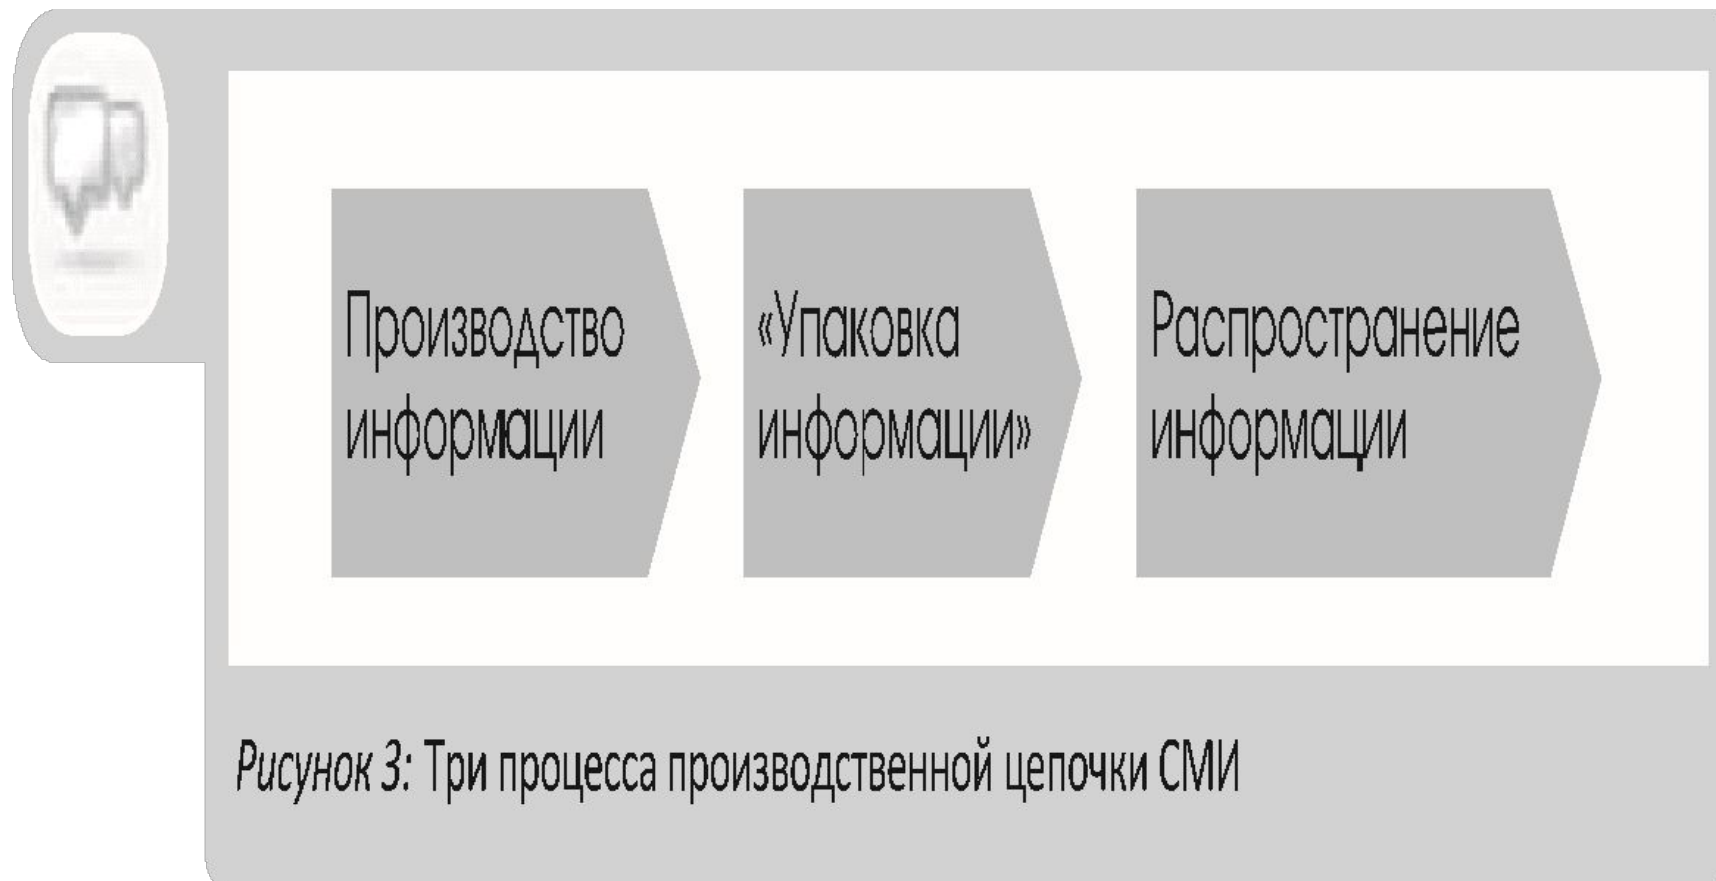 Производство
информации
«Упаковка
информации»
Распространение
информации
Рисунок 3: Три процесса производственной цепочки СМИ